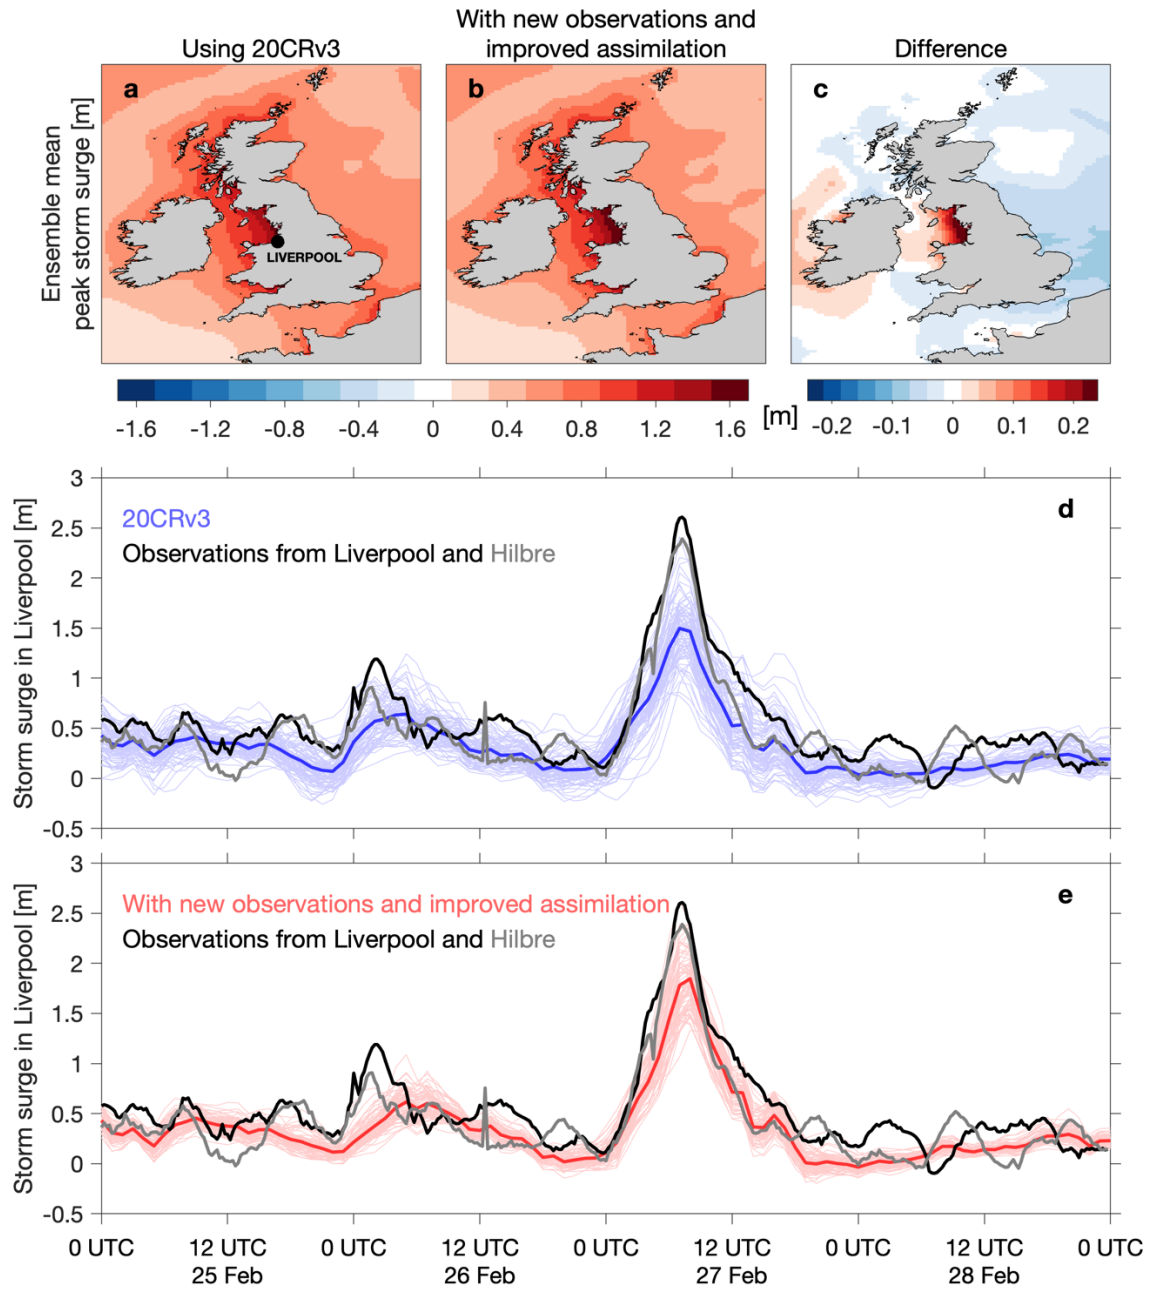 Using 20CRv3
With new observations and
improved assimilation
Difference
Ensemble mean
peak storm surge [m]
a
LIVERPOOL
b
c
-1.6 -1.2 -0.8 -0.4 0 0.4 0.8 1.2 1.6
[m]
-0.2 -0.1 0 0.1 0.2
Storm surge in Liverpool [m]
3
2.5
2
1.5
1
0.5
0
-0.5
20CRv3
Observations from Liverpool and Hilbre
d
Storm surge in Liverpool [m]
3
2.5
2
1.5
1
0.5
0
-0.5
With new observations and improved assimilation
Observations from Liverpool and Hilbre
e
0 UTC 12 UTC 0 UTC 12 UTC 0 UTC 12 UTC 0 UTC 12 UTC 0 UTC
25 Feb 26 Feb 27 Feb 28 Feb